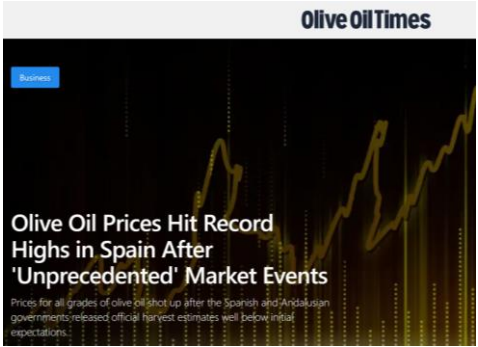 Olive Oil Times
Business
Olive Oil Prices Hit Record
Highs in Spain After
'Unprecedented' Market Events
Prices for all grades of olive oil shot up after the Spanish and Andalusian
governments released official harvest estimates well below initial
expectations.